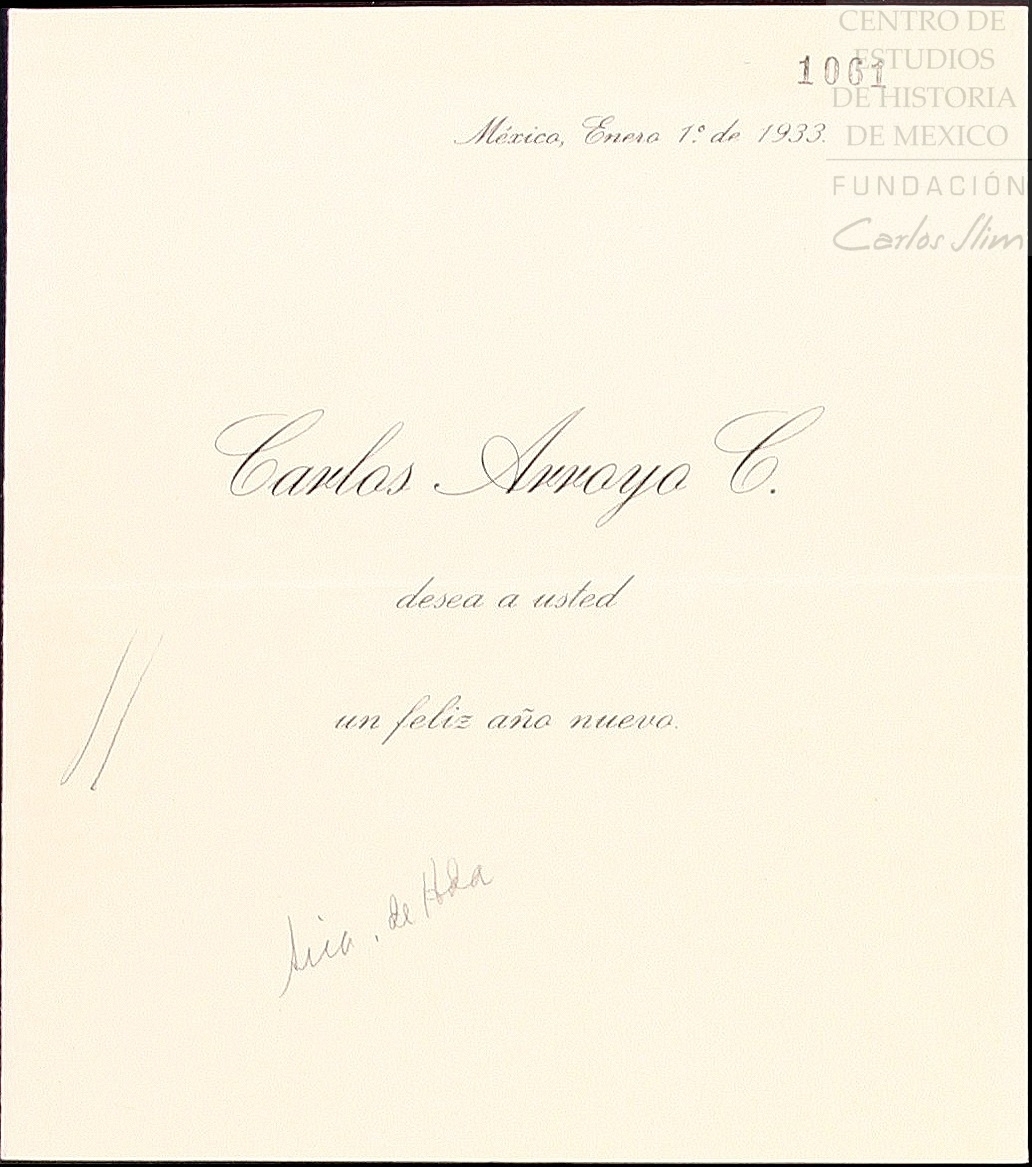 CENTRO DE
ESTUDIOS
DE HISTORIA
DE MEXICO
FUNDACIÓN
Carlos Slim
1061
México, Enero 1º de 1933.
Carlos Arroyo C.
desea a usted
un feliz año nuevo.
de Hda